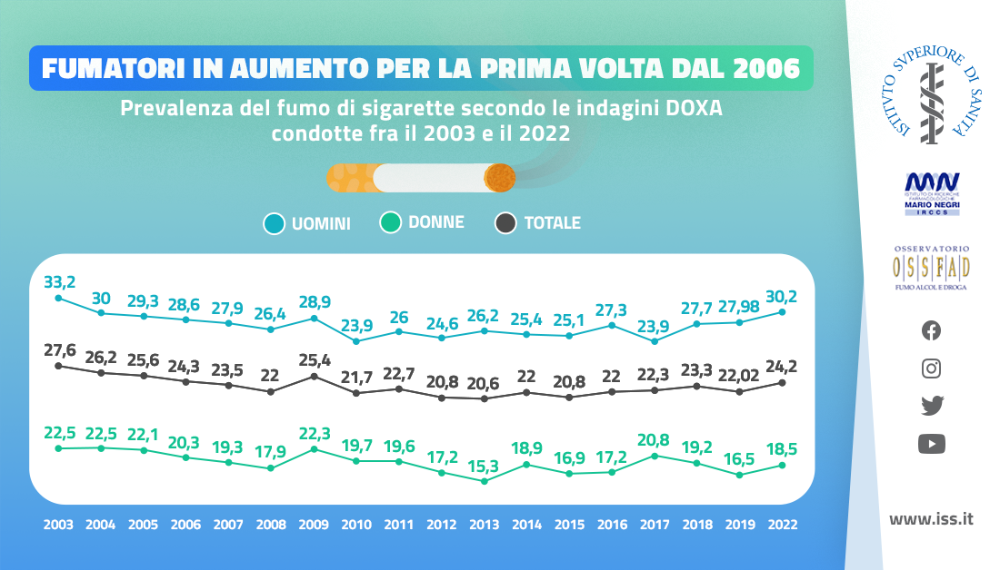 FUMATORI IN AUMENTO PER LA PRIMA VOLTA DAL 2006
Prevalenza del fumo di sigarette secondo le indagini DOXA
condotte fra il 2003 e il 2022
UOMINI DONNE TOTALE
33,2 30 29,3 28,6 27,9 26,4 28,9 23,9 26 24,6 26,2 25,4 25,1 27,3 23,9 27,7 27,98 30,2
27,6 26,2 25,6 24,3 23,5 22 25,4 21,7 22,7 20,8 20,6 22 20,8 22 22,3 23,3 22,02 24,2
22,5 22,5 22,1 20,3 19,3 17,9 22,3 19,7 19,6 17,2 15,3 18,9 16,9 17,2 20,8 19,2 16,5 18,5
2003 2004 2005 2006 2007 2008 2009 2010 2011 2012 2013 2014 2015 2016 2017 2018 2019 2022
ISTITVTO SVPERIORE DI SANITÀ
ISTITUTO DI RICERCHE
FARMACOLOGICHE
MARIO NEGRI
IRCCS
OSSERVATORIO
OSSFAD
FUMO ALCOL E DROGA
www.iss.it